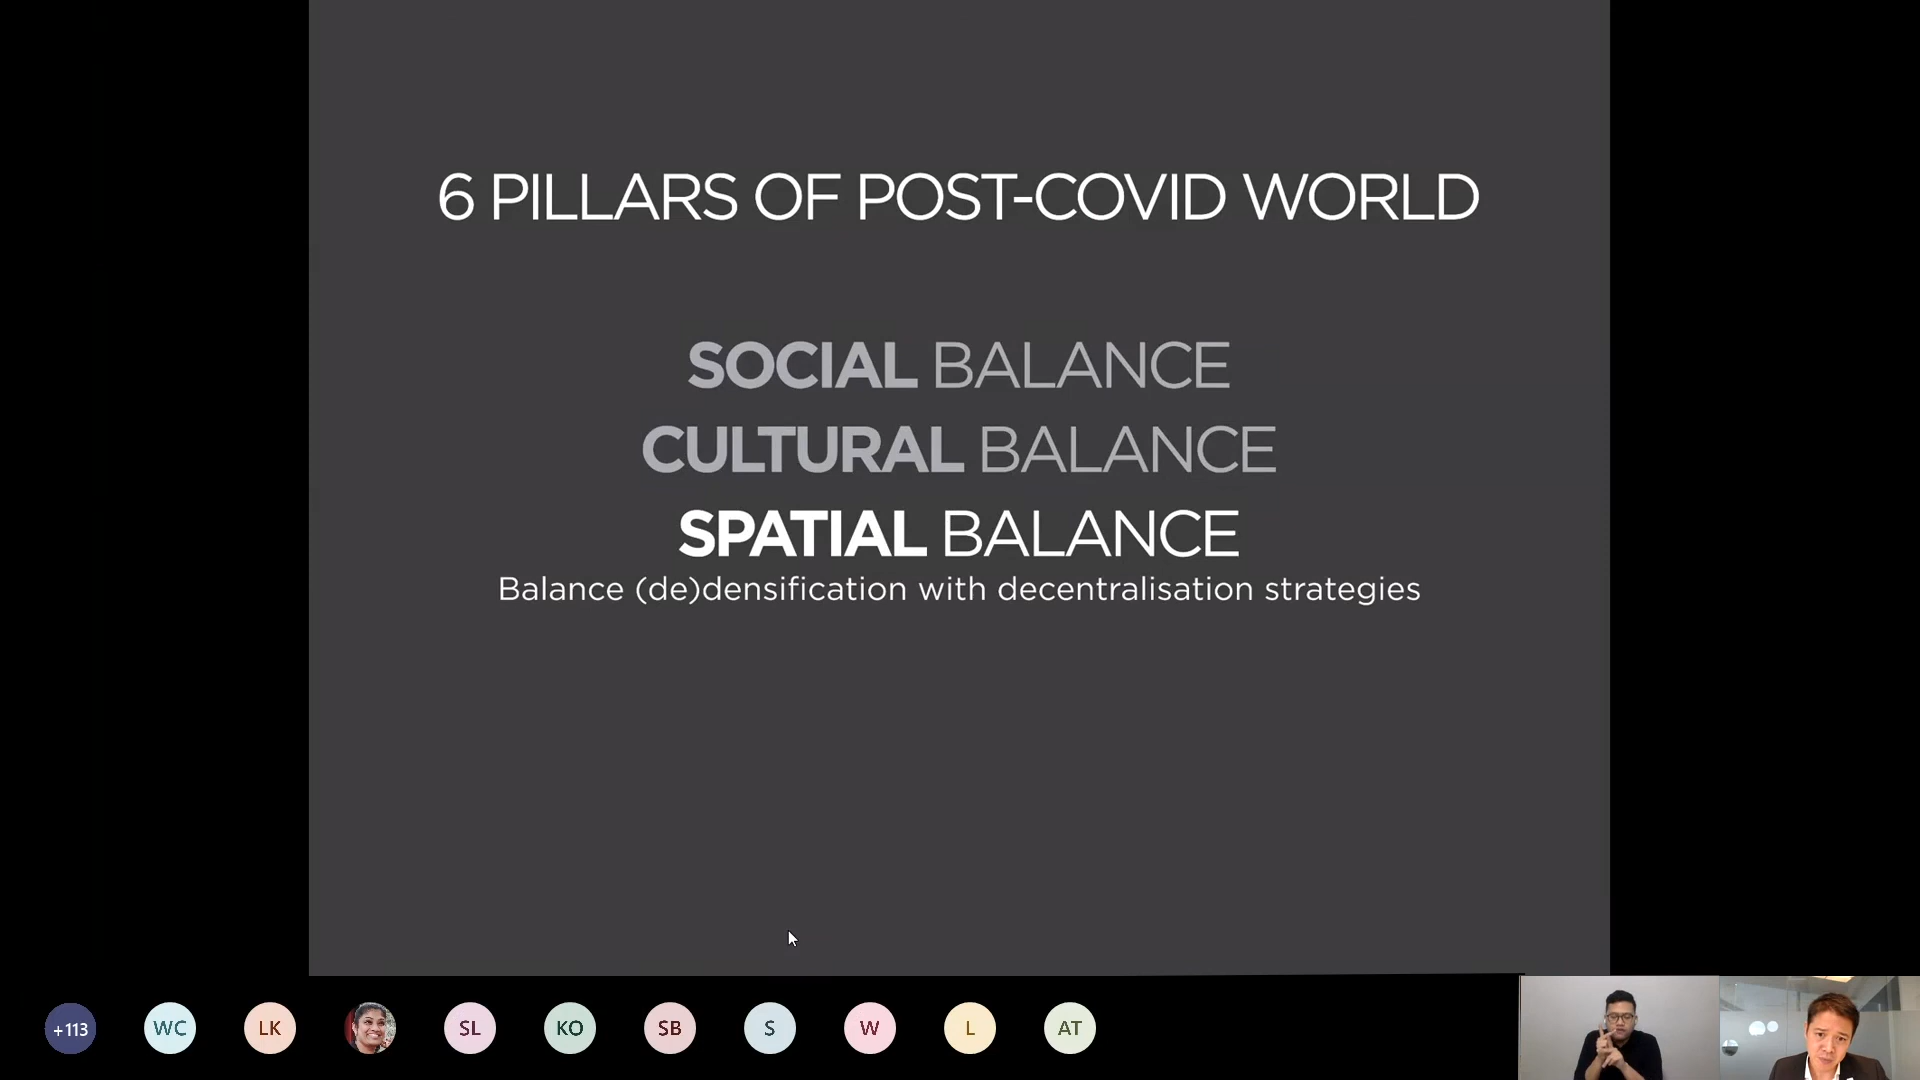 6 PILLARS OF POST-COVID WORLD
SOCIAL BALANCE
CULTURAL BALANCE
SPATIAL BALANCE
Balance (de)densification with decentralisation strategies
+113 WC LK SL KO SB S W L AT